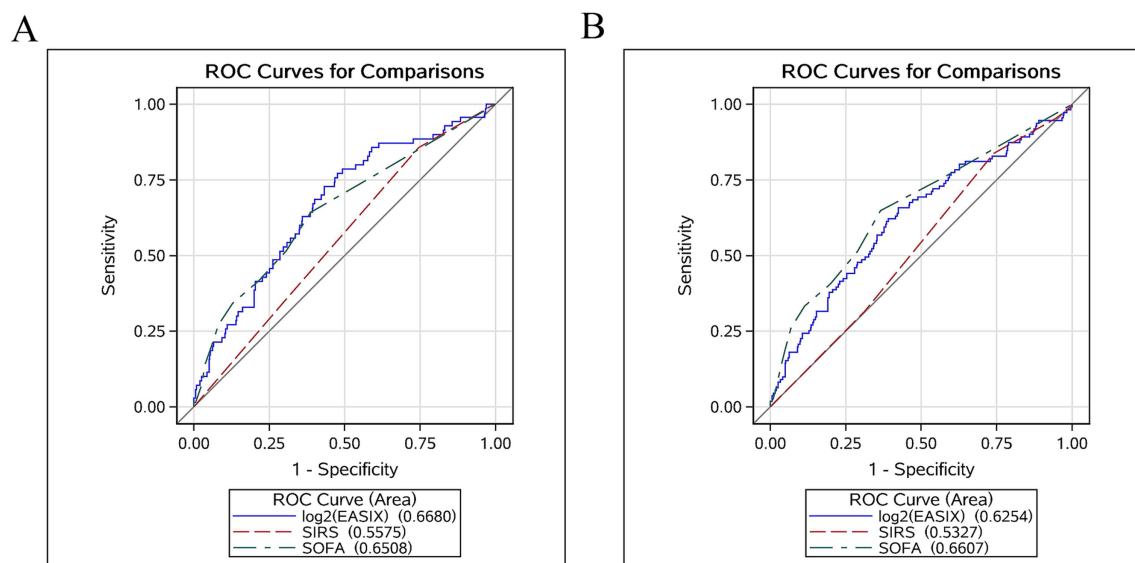 A
ROC Curves for Comparisons
1.00
0.75
0.50
0.25
0.00
Sensitivity
0.00 0.25 0.50 0.75 1.00
1 - Specificity
ROC Curve (Area)
log2(EASIX) (0.6680)
SIRS (0.5575)
SOFA (0.6508)
B
ROC Curves for Comparisons
1.00
0.75
0.50
0.25
0.00
Sensitivity
0.00 0.25 0.50 0.75 1.00
1 - Specificity
ROC Curve (Area)
log2(EASIX) (0.6254)
SIRS (0.5327)
SOFA (0.6607)